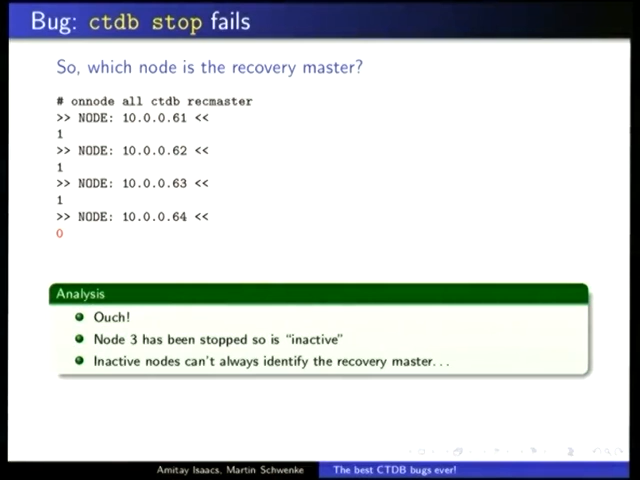 Bug: ctdb stop fails
So, which node is the recovery master?
# onnode all ctdb recmaster
>> NODE: 10.0.0.61 <<
1
>> NODE: 10.0.0.62 <<
1
>> NODE: 10.0.0.63 <<
1
>> NODE: 10.0.0.64 <<
0
Analysis
Ouch!
Node 3 has been stopped so is “inactive”
Inactive nodes can't always identify the recovery master...
Amitay Isaacs, Martin Schwenke
The best CTDB bugs ever!